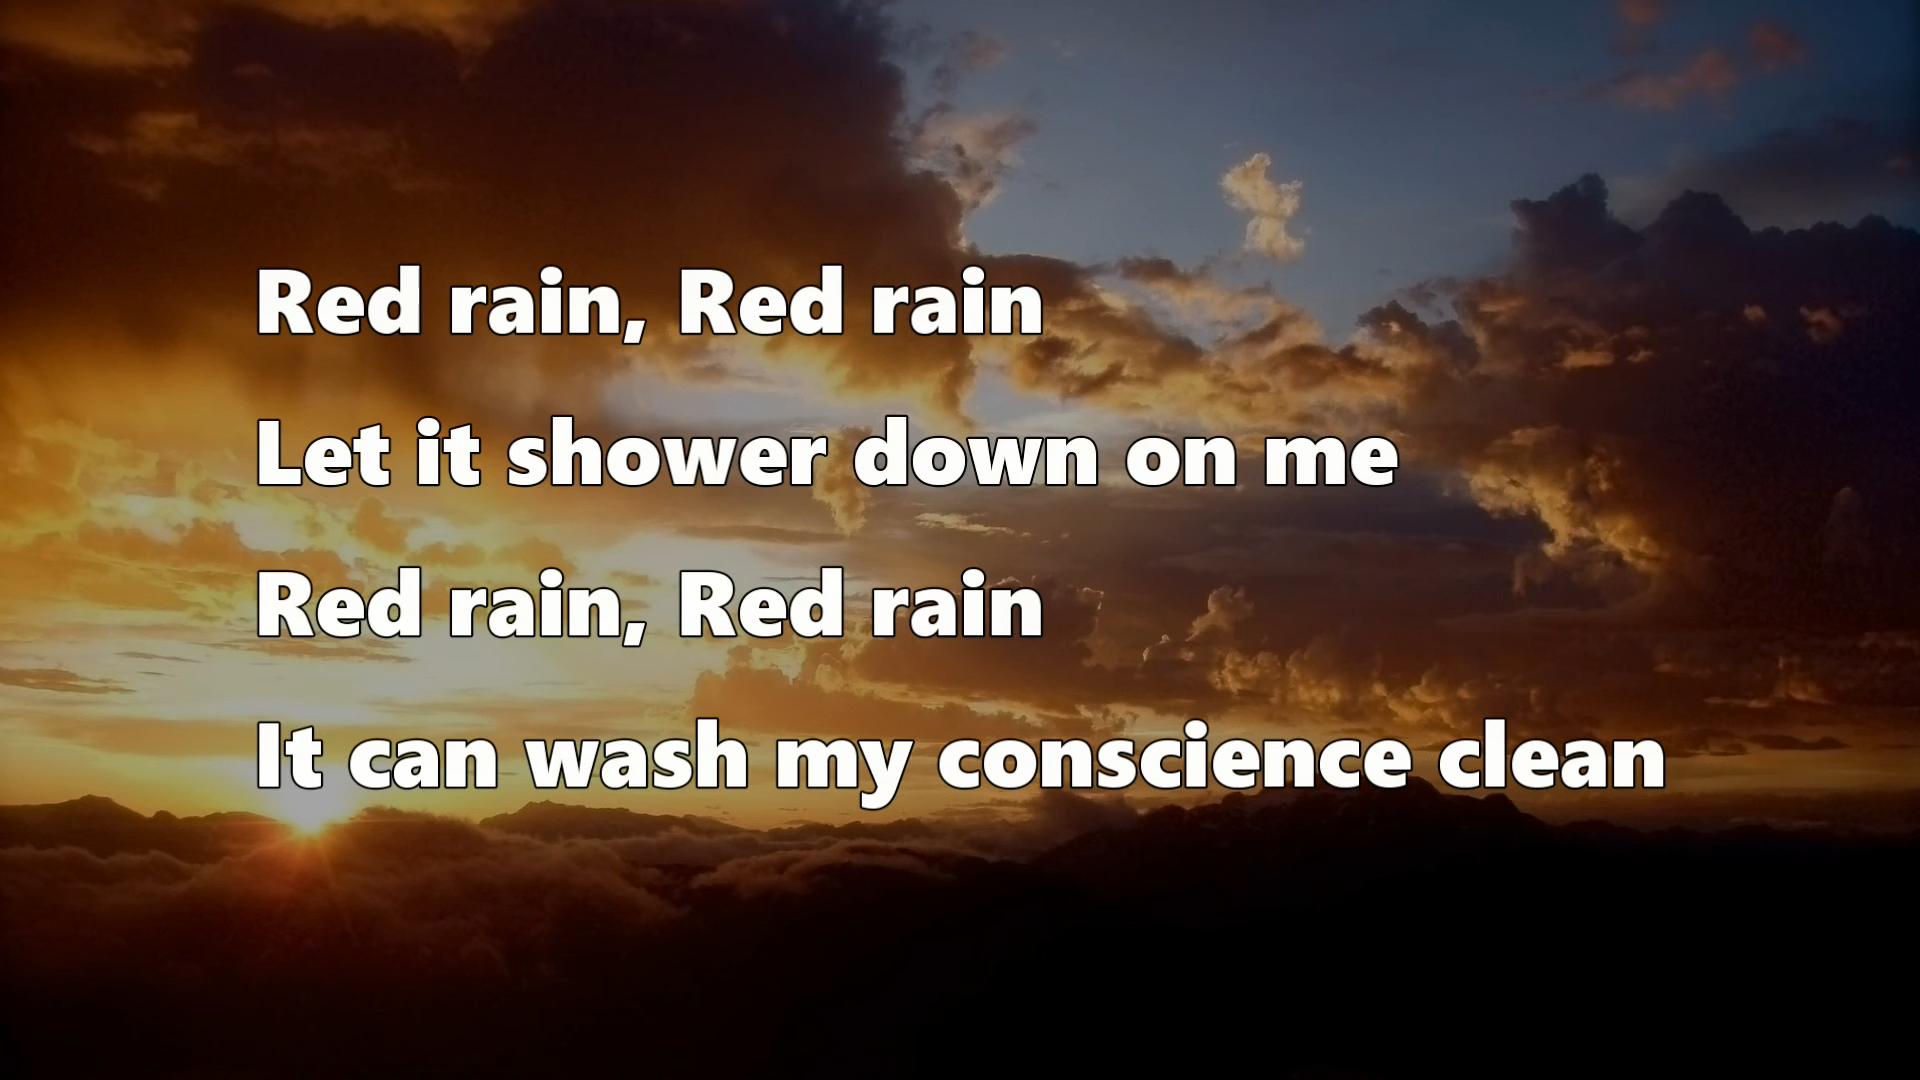 Red rain, Red rain
Let it shower down on me
Red rain, Red rain
It can wash my conscience clean